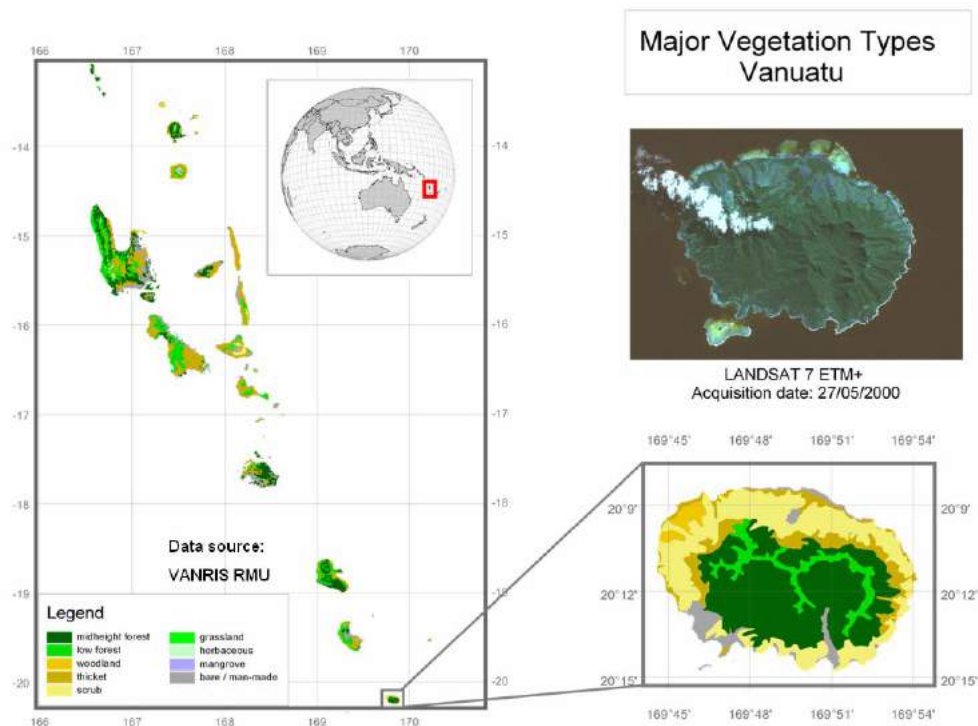 Major Vegetation Types
Vanuatu
166 167 168 169 170
-14 -14
-15 -15
-16 -16
-17 -17
-18 -18
-19 -19
-20 -20
166 167 168 169 170
Data source:
VANRIS RMU
Legend
midheight forest
low forest
woodland
thicket
scrub
grassland
herbaceous
mangrove
bare / man-made
LANDSAT 7 ETM+
Acquisition date: 27/05/2000
169°45' 169°48' 169°51' 169°54'
20°9' 20°9'
20°12' 20°12'
20°15' 20°15'
169°45' 169°48' 169°51' 169°54'